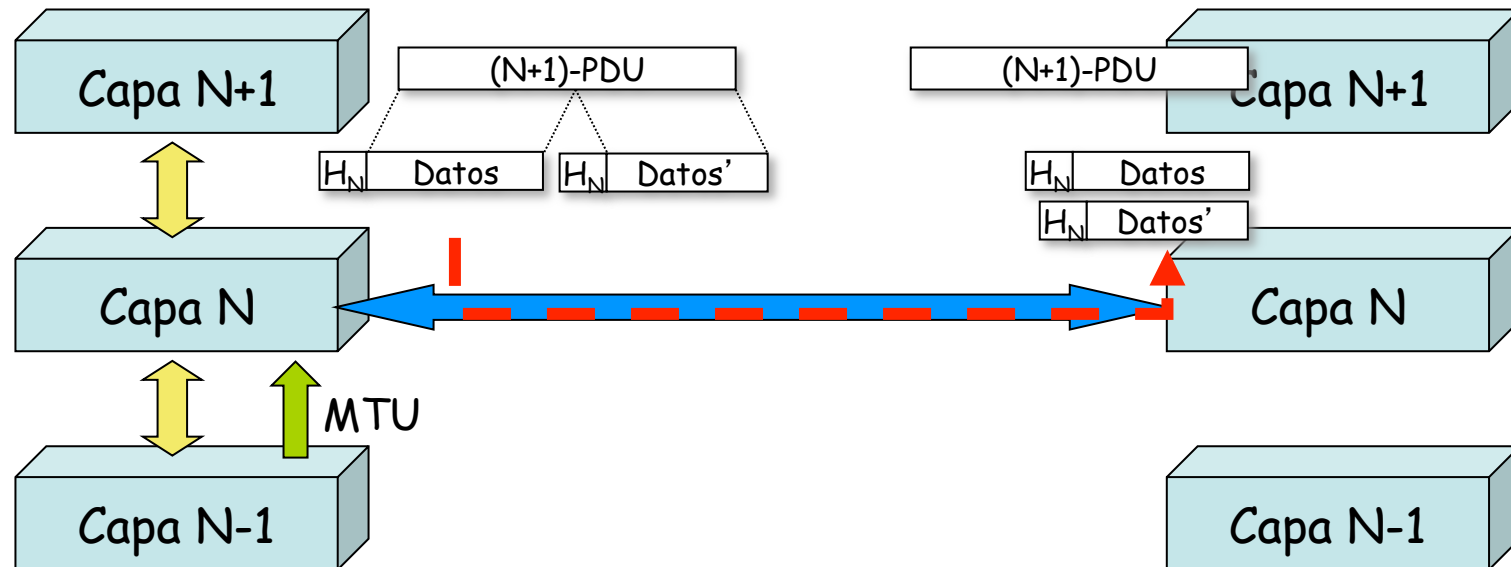 Capa N+1
(N+1)-PDU
(N+1)-PDU
Capa N+1
HN Datos
HN Datos’
HN Datos
HN Datos’
Capa N
Capa N
MTU
Capa N-1
Capa N-1